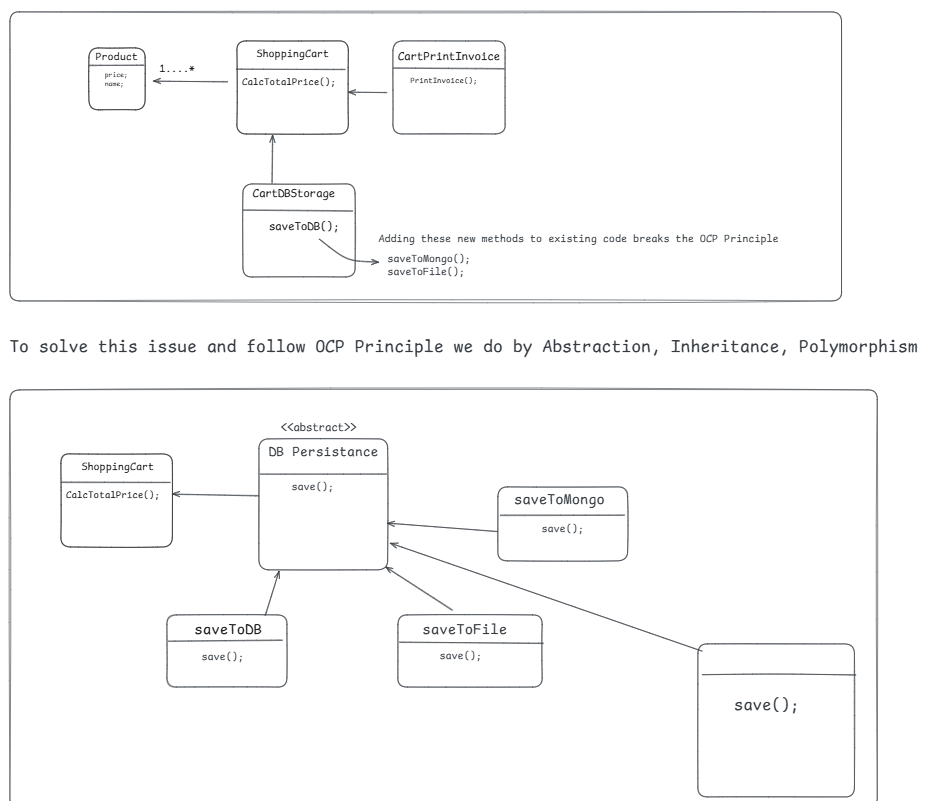 Product
price;
name;
1....*
ShoppingCart
CalcTotalPrice();
CartPrintInvoice
PrintInvoice();
CartDBStorage
saveToDB();
Adding these new methods to existing code breaks the OCP Principle
saveToMongo();
saveToFile();
To solve this issue and follow OCP Principle we do by Abstraction, Inheritance, Polymorphism
<<abstract>>
DB Persistance
save();
ShoppingCart
CalcTotalPrice();
saveToMongo
save();
saveToDB
save();
saveToFile
save();
save();